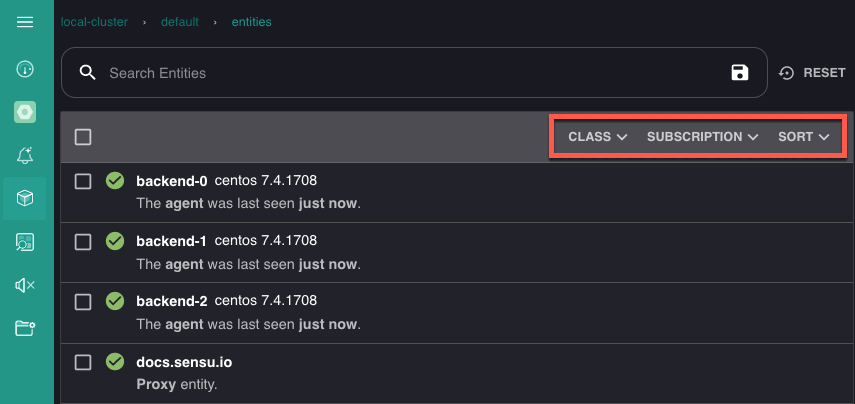 local-cluster › default › entities
Search Entities
RESET
CLASS SUBSCRIPTION SORT
backend-0 centos 7.4.1708
The agent was last seen just now.
backend-1 centos 7.4.1708
The agent was last seen just now.
backend-2 centos 7.4.1708
The agent was last seen just now.
docs.sensu.io
Proxy entity.